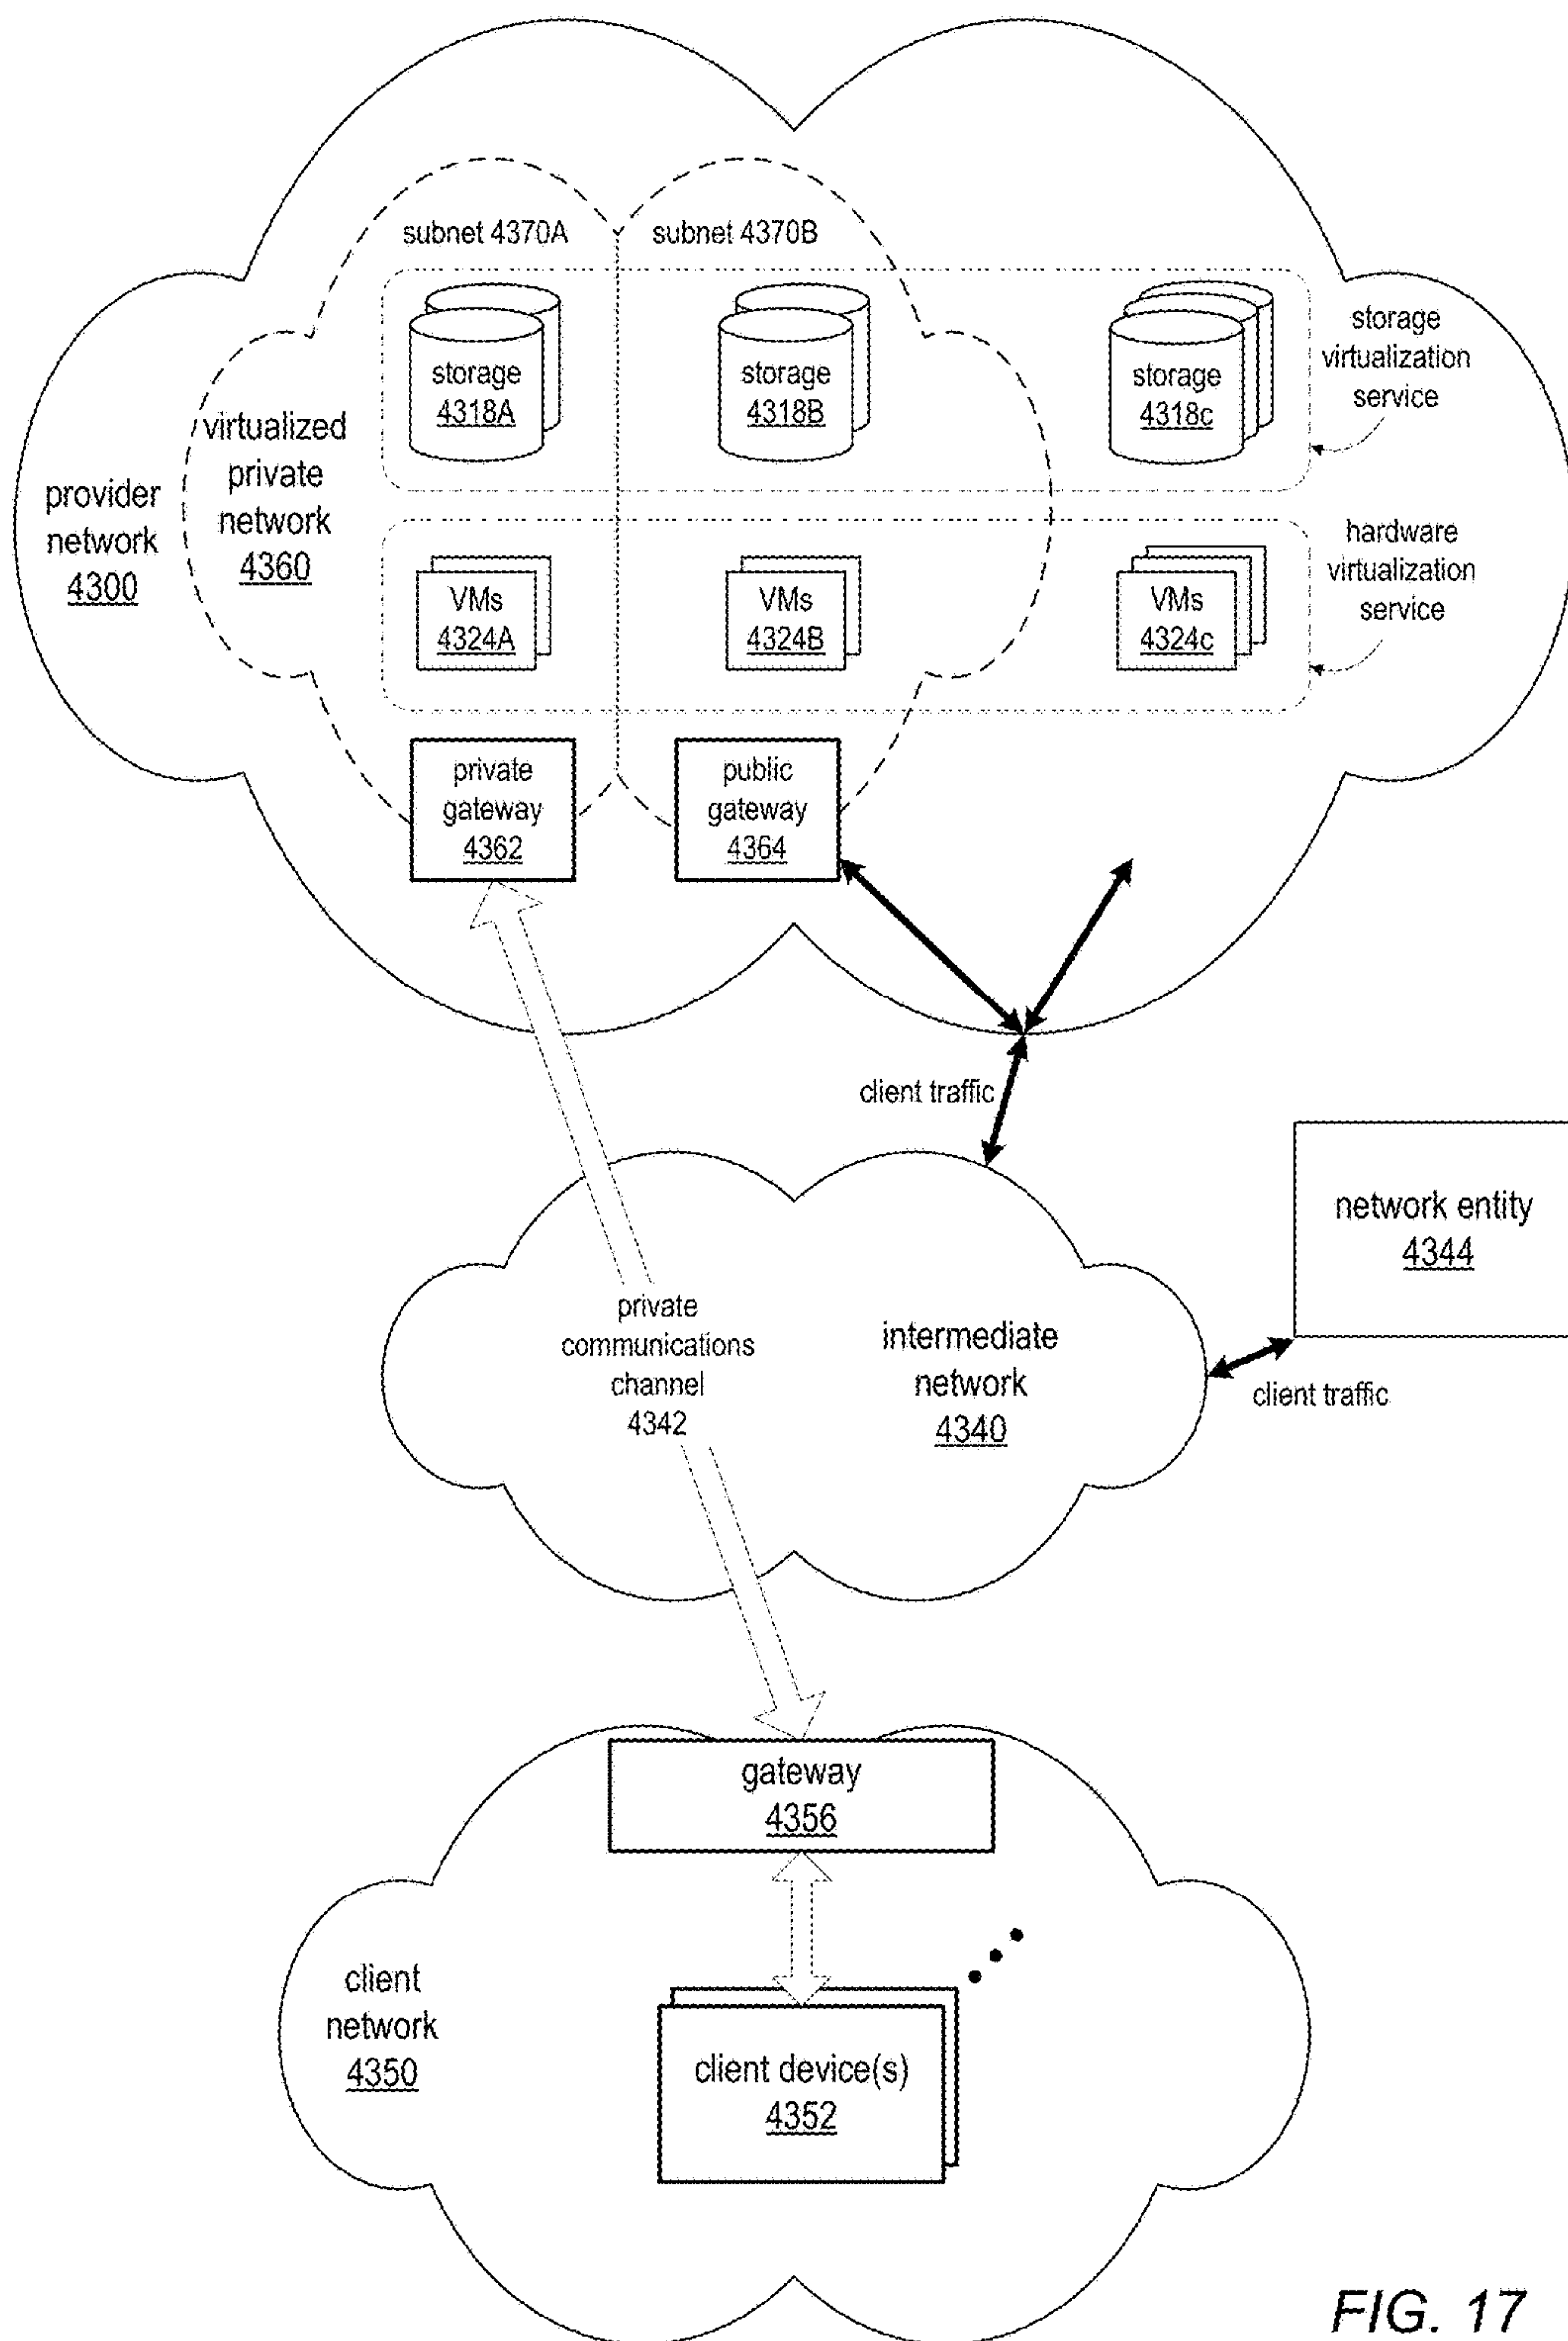 subnet 4370A
subnet 4370B
storage
4318A
storage
4318B
storage
4318c
storage
virtualization
service
provider
network
4300
virtualized
private
network
4360
VMs
4324A
VMs
4324B
VMs
4324c
hardware
virtualization
service
private
gateway
4362
public
gateway
4364
client traffic
network entity
4344
client traffic
private
communications
channel
4342
intermediate
network
4340
gateway
4356
client
network
4350
client device(s)
4352
FIG. 17